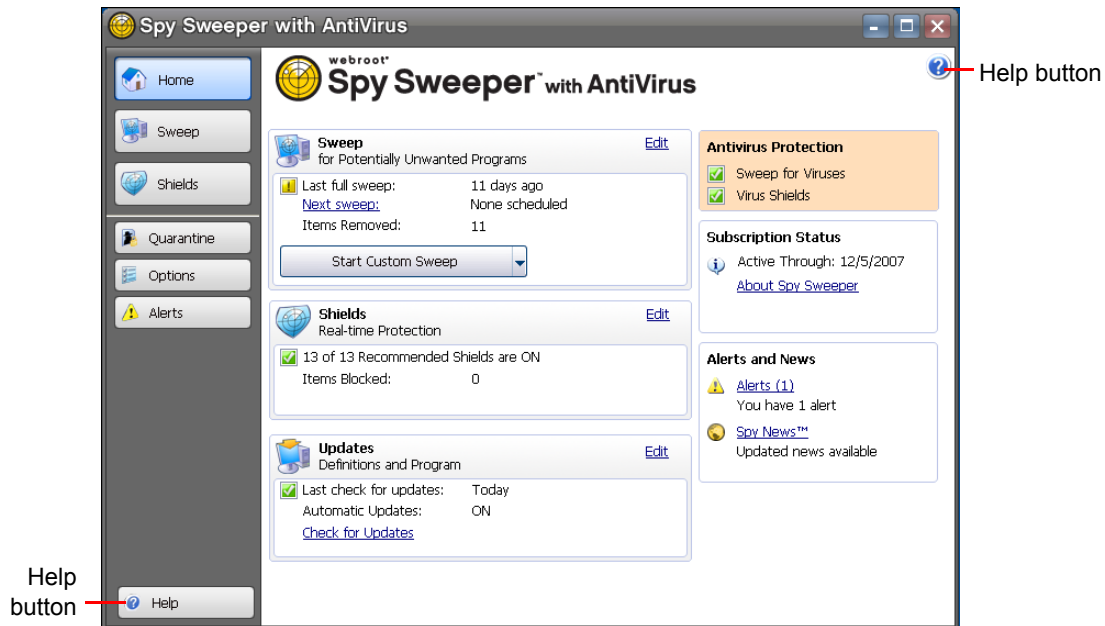 Spy Sweeper with AntiVirus
Home
Sweep
Shields
Quarantine
Options
Alerts
Help
webroot®
Spy Sweeper™ with AntiVirus
Help button
Sweep
for Potentially Unwanted Programs
Edit
Last full sweep: 11 days ago
Next sweep: None scheduled
Items Removed: 11
Start Custom Sweep
Shields
Real-time Protection
Edit
13 of 13 Recommended Shields are ON
Items Blocked: 0
Updates
Definitions and Program
Edit
Last check for updates: Today
Automatic Updates: ON
Check for Updates
Antivirus Protection
Sweep for Viruses
Virus Shields
Subscription Status
Active Through: 12/5/2007
About Spy Sweeper
Alerts and News
Alerts (1)
You have 1 alert
Spy News™
Updated news available
Help
button